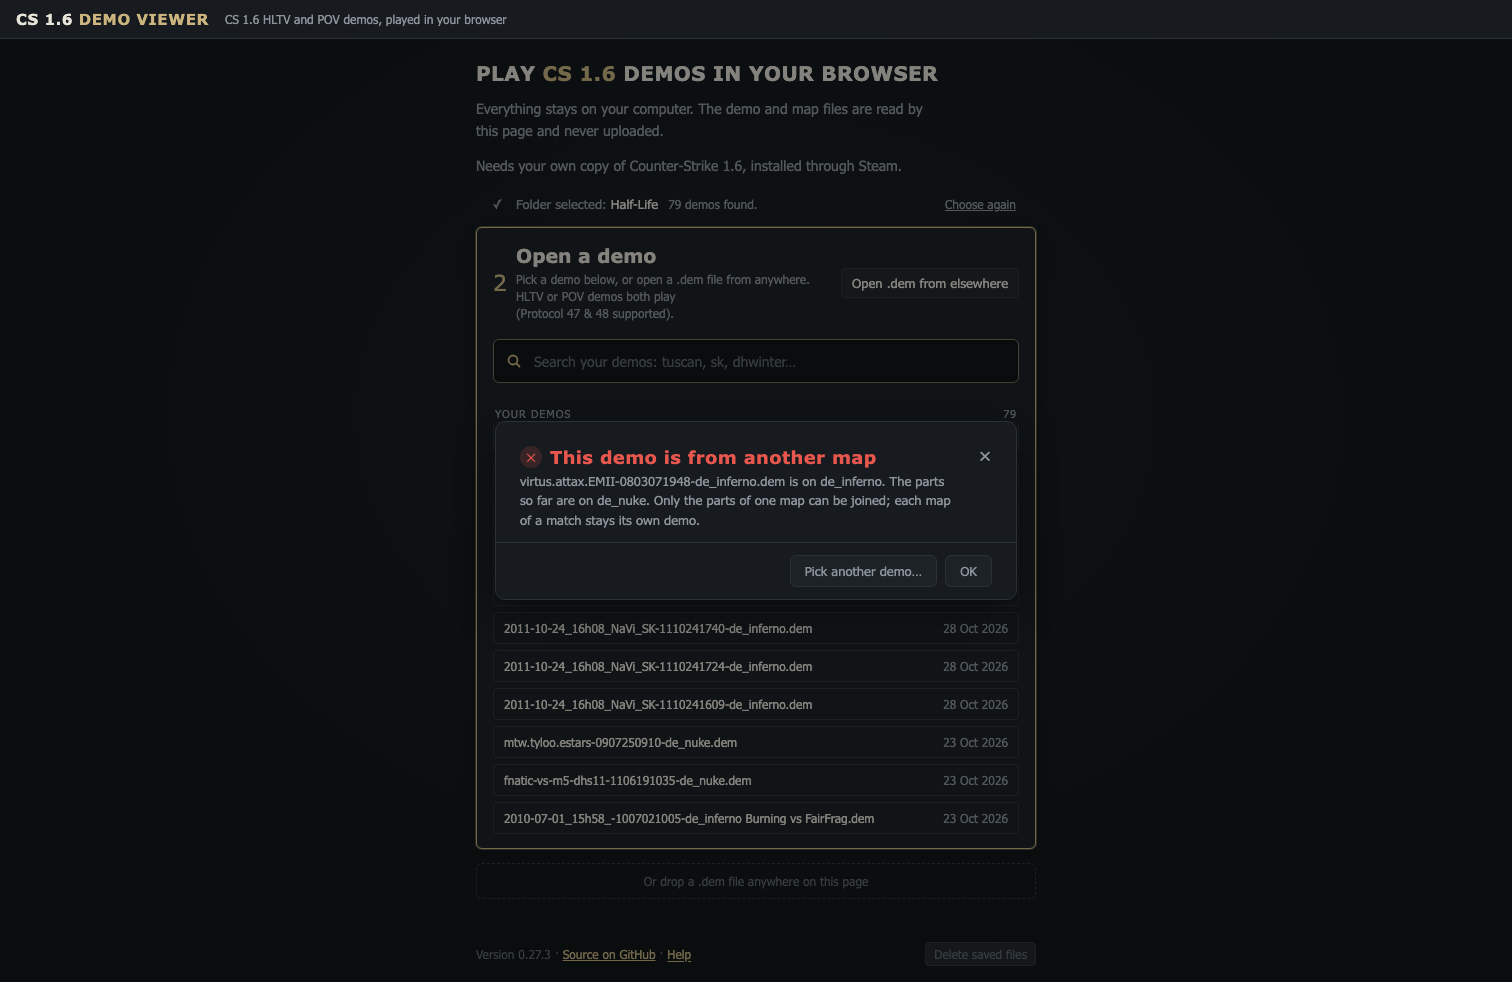 CS 1.6 DEMO VIEWER CS 1.6 HLTV and POV demos, played in your browser
PLAY CS 1.6 DEMOS IN YOUR BROWSER
Everything stays on your computer. The demo and map files are read by
this page and never uploaded.
Needs your own copy of Counter-Strike 1.6, installed through Steam.
✓ Folder selected: Half-Life 79 demos found. Choose again
Open a demo
2
Pick a demo below, or open a .dem file from anywhere.
HLTV or POV demos both play
(Protocol 47 & 48 supported).
Open .dem from elsewhere
Search your demos: tuscan, sk, dhwinter...
YOUR DEMOS 79
This demo is from another map
virtus.attax.EMII-0803071948-de_inferno.dem is on de_inferno. The parts
so far are on de_nuke. Only the parts of one map can be joined; each map
of a match stays its own demo.
Pick another demo... OK
2011-10-24_16h08_NaVi_SK-1110241740-de_inferno.dem 28 Oct 2026
2011-10-24_16h08_NaVi_SK-1110241724-de_inferno.dem 28 Oct 2026
2011-10-24_16h08_NaVi_SK-1110241609-de_inferno.dem 28 Oct 2026
mtw.tyloo.estars-0907250910-de_nuke.dem 23 Oct 2026
fnatic-vs-m5-dhs11-1106191035-de_nuke.dem 23 Oct 2026
2010-07-01_15h58_-1007021005-de_inferno Burning vs FairFrag.dem 23 Oct 2026
Or drop a .dem file anywhere on this page
Version 0.27.3 · Source on GitHub · Help Delete saved files